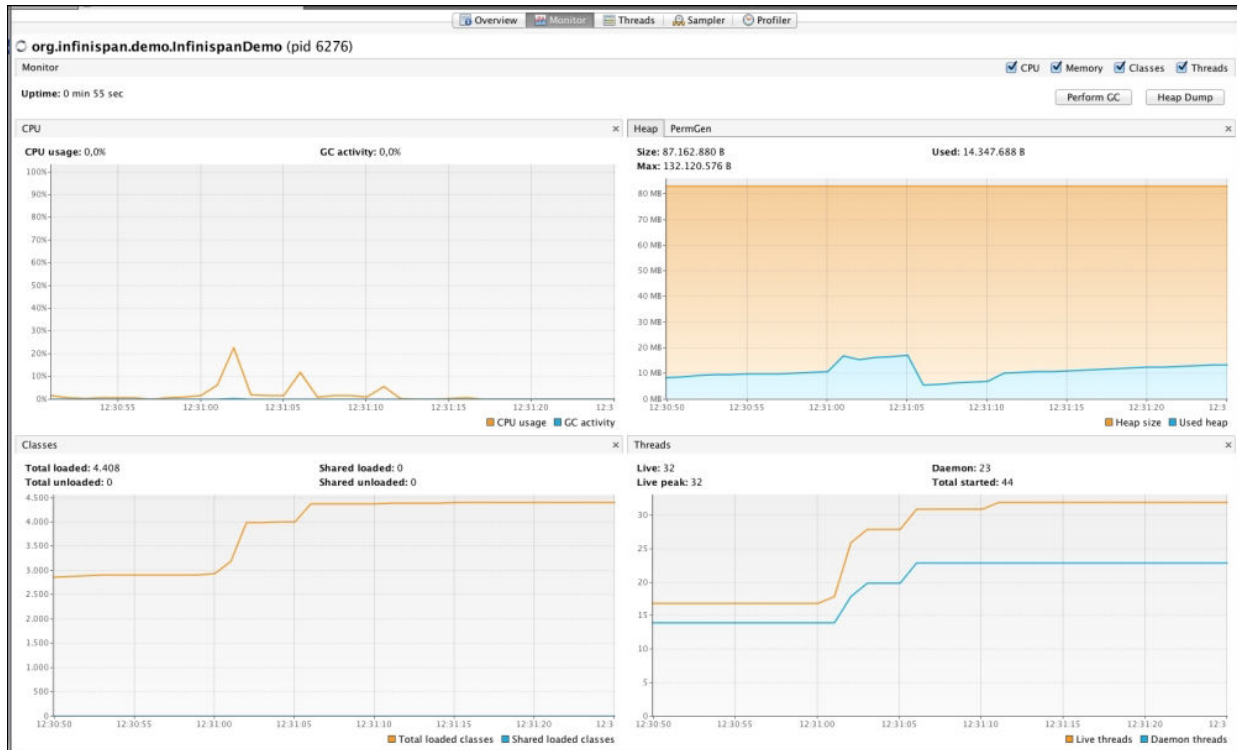 Overview Monitor Threads Sampler Profiler
org.infinispan.demo.InfinispanDemo (pid 6276)
Monitor CPU Memory Classes Threads
Uptime: 0 min 55 sec
Perform GC Heap Dump
CPU
CPU usage: 0,0% GC activity: 0,0%
100%
90%
80%
70%
60%
50%
40%
30%
20%
10%
0%
12:30:50 12:30:55 12:31:00 12:31:05 12:31:10 12:31:15 12:31:20 12:3
CPU usage GC activity
Heap PermGen
Size: 87.162.880 B Used: 14.347.688 B
Max: 132.120.576 B
80 MB
70 MB
60 MB
50 MB
40 MB
30 MB
20 MB
10 MB
0 MB
12:30:50 12:30:55 12:31:00 12:31:05 12:31:10 12:31:15 12:31:20 12:3
Heap size Used heap
Classes
Total loaded: 4.408 Shared loaded: 0
Total unloaded: 0 Shared unloaded: 0
4.500
4.000
3.500
3.000
2.500
2.000
1.500
1.000
500
0
12:30:50 12:30:55 12:31:00 12:31:05 12:31:10 12:31:15 12:31:20 12:3
Total loaded classes Shared loaded classes
Threads
Live: 32 Daemon: 23
Live peak: 32 Total started: 44
30
25
20
15
10
5
0
12:30:50 12:30:55 12:31:00 12:31:05 12:31:10 12:31:15 12:31:20 12:3
Live threads Daemon threads